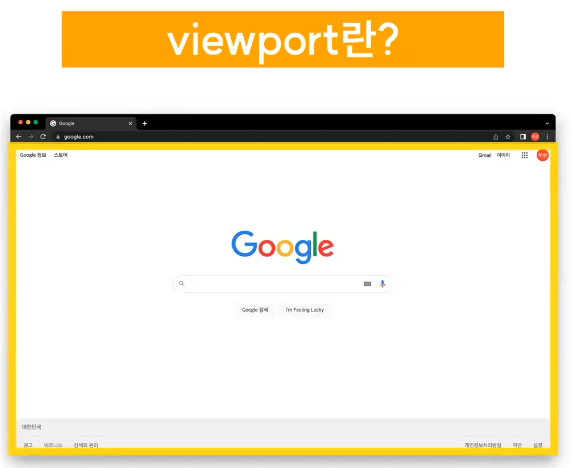 viewport란?
Google
google.com
Google 정보 스토어
Gmail 이미지
주은
Google
Google 검색 I'm Feeling Lucky
대한민국
광고 비즈니스 검색의 원리
개인정보처리방침 약관 설정